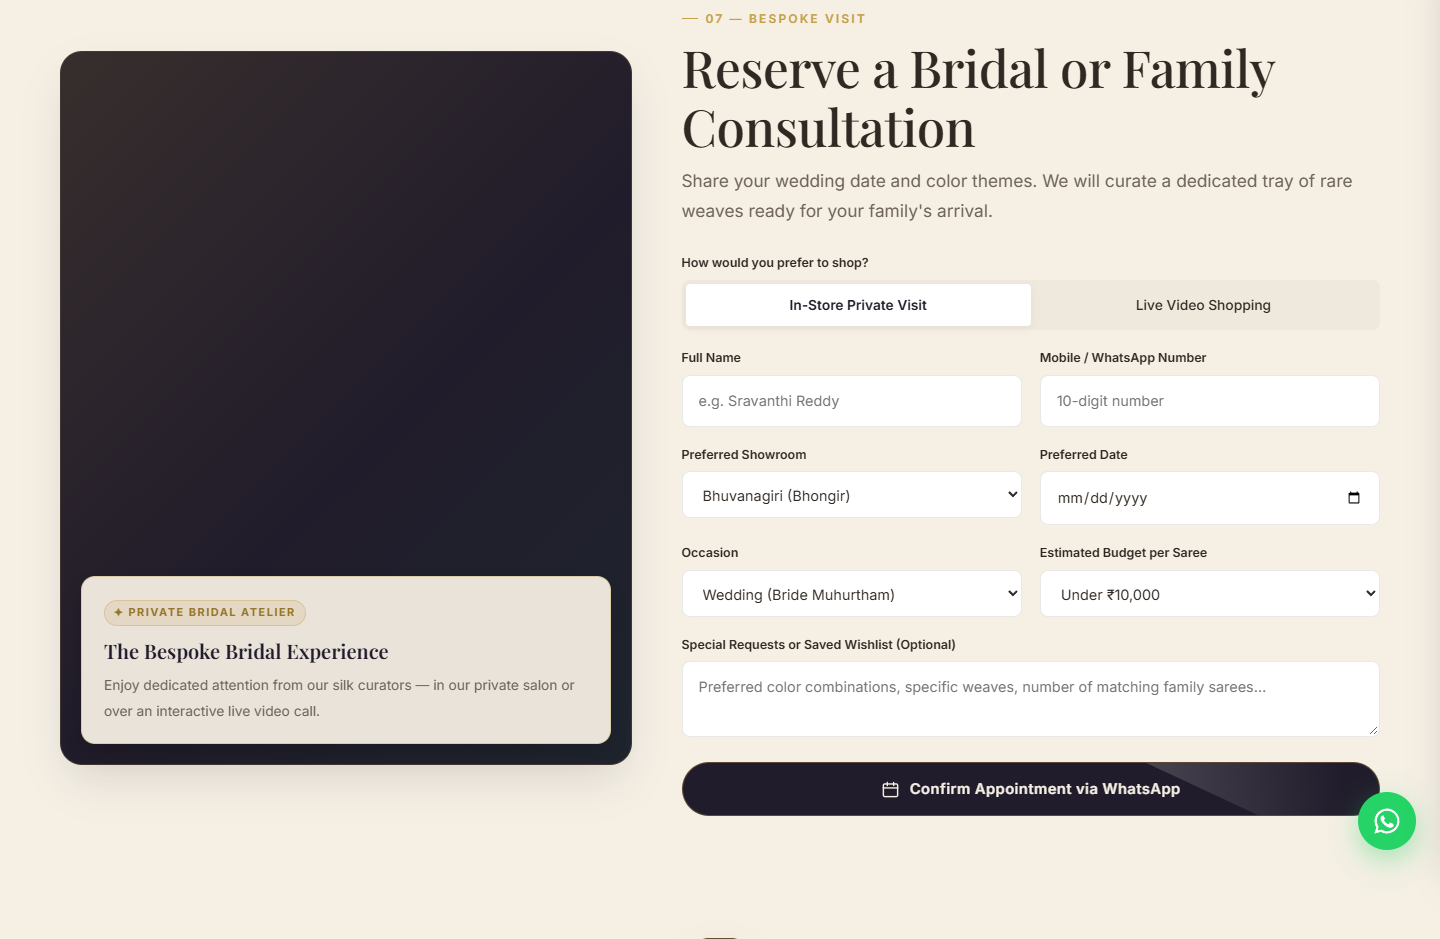 07 — BESPOKE VISIT
Reserve a Bridal or Family
Consultation
Share your wedding date and color themes. We will curate a dedicated tray of rare
weaves ready for your family's arrival.
How would you prefer to shop?
In-Store Private Visit
Live Video Shopping
Full Name
Mobile / WhatsApp Number
e.g. Sravanthi Reddy
10-digit number
Preferred Showroom
Preferred Date
Bhuvanagiri (Bhongir)
mm/dd/yyyy
Occasion
Estimated Budget per Saree
Wedding (Bride Muhurtham)
Under ₹10,000
Special Requests or Saved Wishlist (Optional)
Preferred color combinations, specific weaves, number of matching family sarees...
Confirm Appointment via WhatsApp
✦ PRIVATE BRIDAL ATELIER
The Bespoke Bridal Experience
Enjoy dedicated attention from our silk curators — in our private salon or
over an interactive live video call.